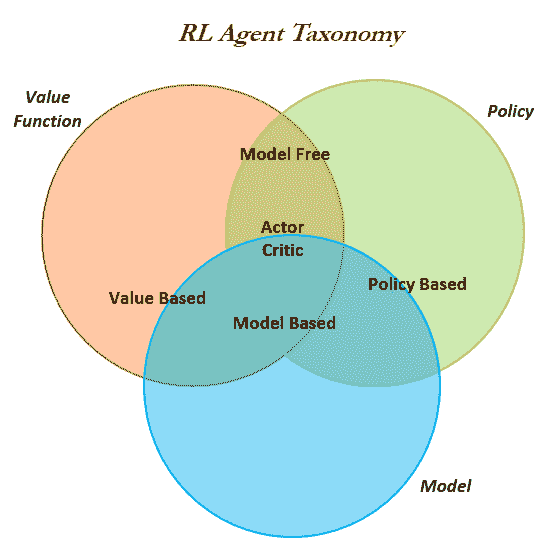 RL Agent Taxonomy
Value
Function
Policy
Model Free
Actor
Critic
Value Based
Policy Based
Model Based
Model